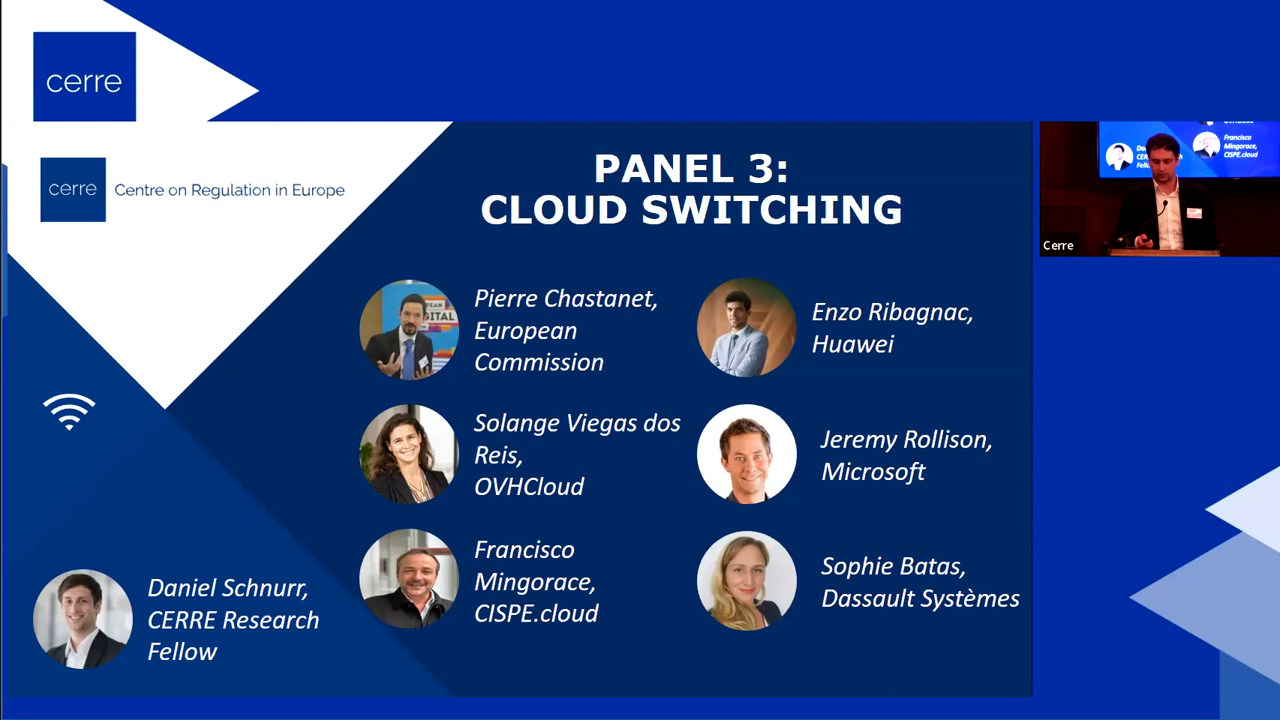 cerre
cerre
Centre on Regulation in Europe
PANEL 3:
CLOUD SWITCHING
Pierre Chastanet,
European
Commission
Enzo Ribagnac,
Huawei
Solange Viegas dos
Reis,
OVHCloud
Jeremy Rollison,
Microsoft
Francisco
Mingorace,
CISPE.cloud
Sophie Batas,
Dassault Systèmes
Daniel Schnurr,
CERRE Research
Fellow
Francisco
Mingorace,
CISPE.cloud
Cerre